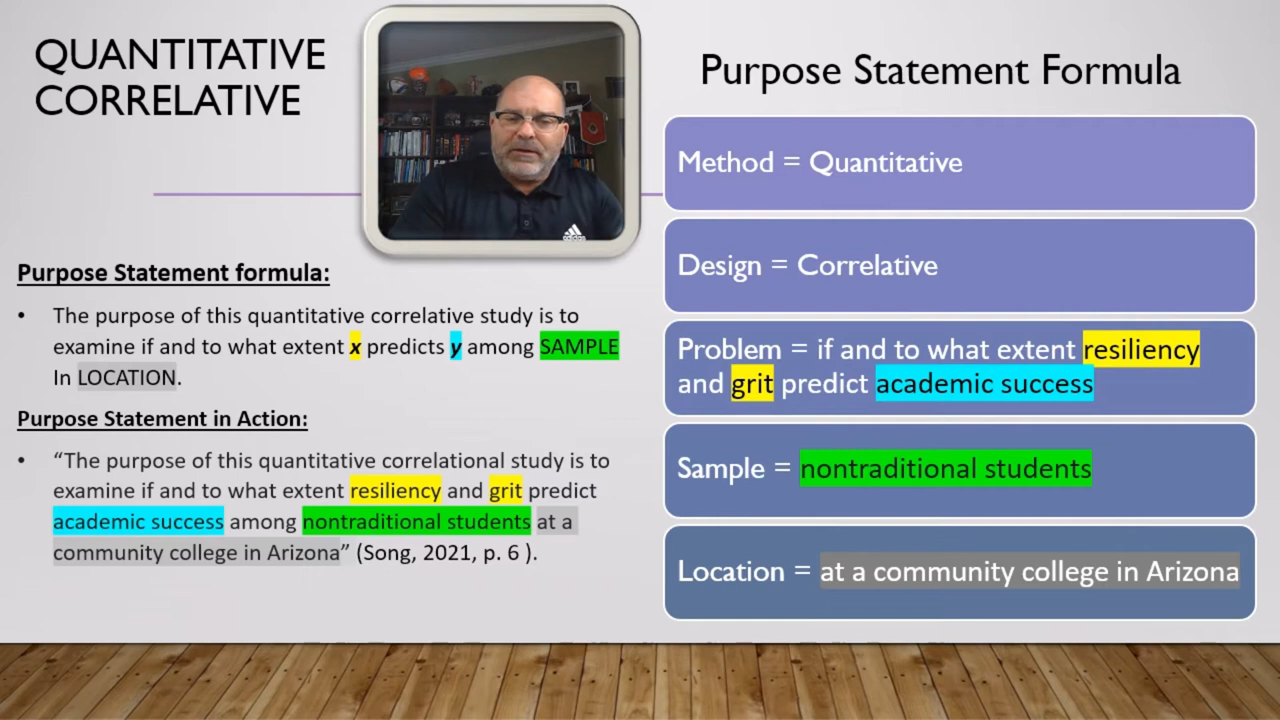 QUANTITATIVE
CORRELATIVE
Purpose Statement formula:
• The purpose of this quantitative correlative study is to
examine if and to what extent x predicts y among SAMPLE
In LOCATION.
Purpose Statement in Action:
• “The purpose of this quantitative correlational study is to
examine if and to what extent resiliency and grit predict
academic success among nontraditional students at a
community college in Arizona” (Song, 2021, p. 6 ).
adidas
Purpose Statement Formula
Method = Quantitative
Design = Correlative
Problem = if and to what extent resiliency
and grit predict academic success
Sample = nontraditional students
Location = at a community college in Arizona